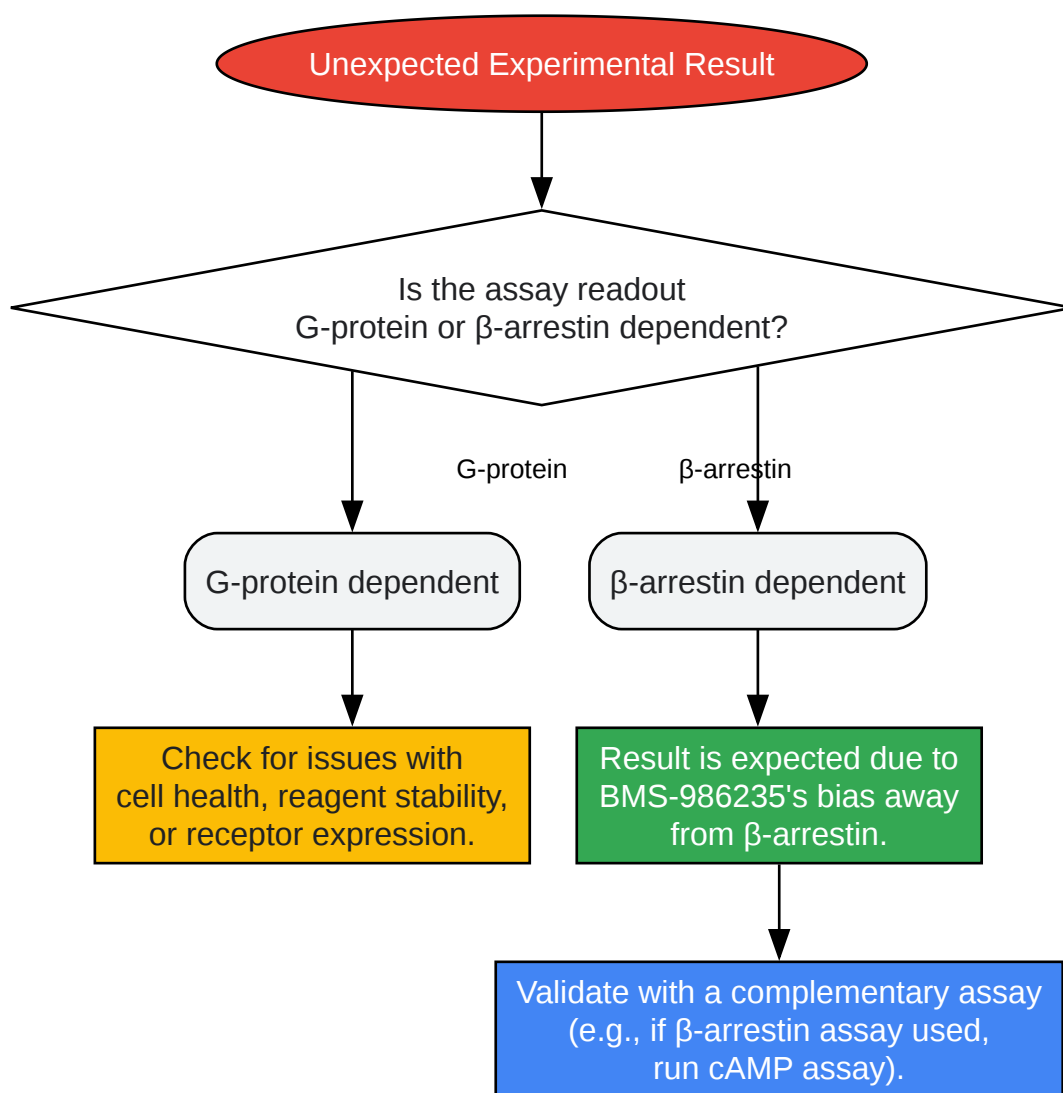 Unexpected Experimental Result
Is the assay readout
G-protein or β-arrestin dependent?
G-protein
β-arrestin
G-protein dependent
β-arrestin dependent
Check for issues with
cell health, reagent stability,
or receptor expression.
Result is expected due to
BMS-986235's bias away
from β-arrestin.
Validate with a complementary assay
(e.g., if β-arrestin assay used,
run cAMP assay).